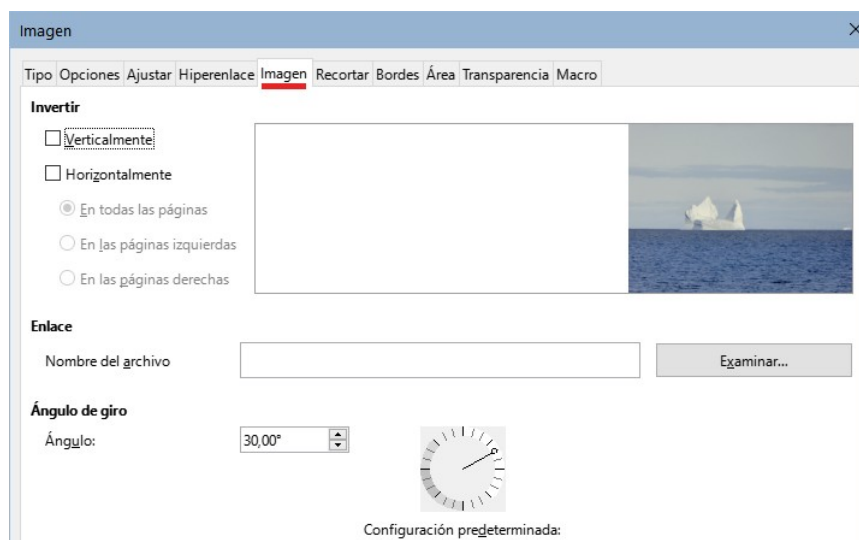 Imagen
Tipo Opciones Ajustar Hiperenlace Imagen Recortar Bordes Área Transparencia Macro
Invertir
Verticalmente
Horizontalmente
En todas las páginas
En las páginas izquierdas
En las páginas derechas
Enlace
Nombre del archivo Examinar...
Ángulo de giro
Ángulo: 30,00°
Configuración predeterminada: